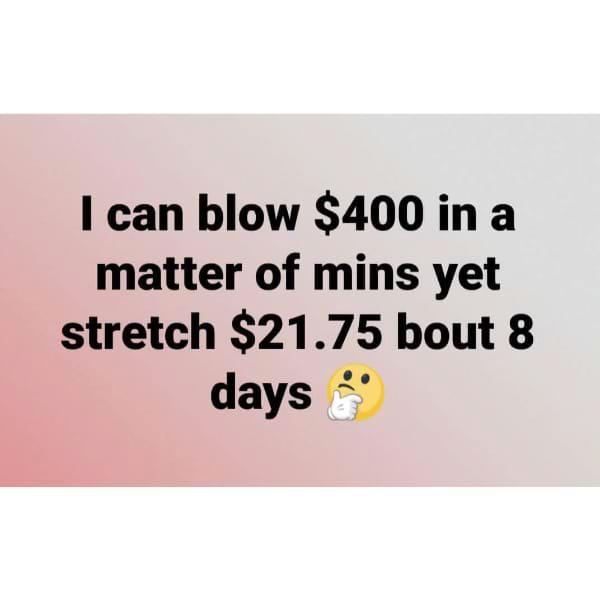 I can blow $400 in a
matter of mins yet
stretch $21.75 bout 8
days 🤔